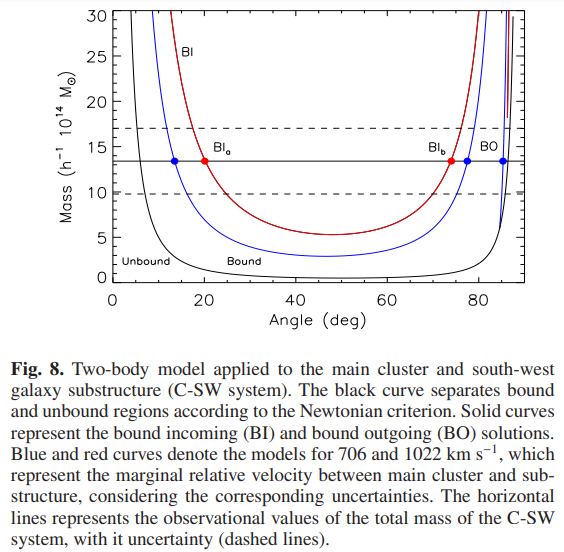 30
25
20
15
10
5
0
Mass (h⁻¹ 10¹⁴ M⊙)
BI
BIₐ
BI_b
BO
Unbound
Bound
0 20 40 60 80
Angle (deg)
Fig. 8. Two-body model applied to the main cluster and south-west
galaxy substructure (C-SW system). The black curve separates bound
and unbound regions according to the Newtonian criterion. Solid curves
represent the bound incoming (BI) and bound outgoing (BO) solutions.
Blue and red curves denote the models for 706 and 1022 km s⁻¹, which
represent the marginal relative velocity between main cluster and sub-
structure, considering the corresponding uncertainties. The horizontal
lines represents the observational values of the total mass of the C-SW
system, with it uncertainty (dashed lines).